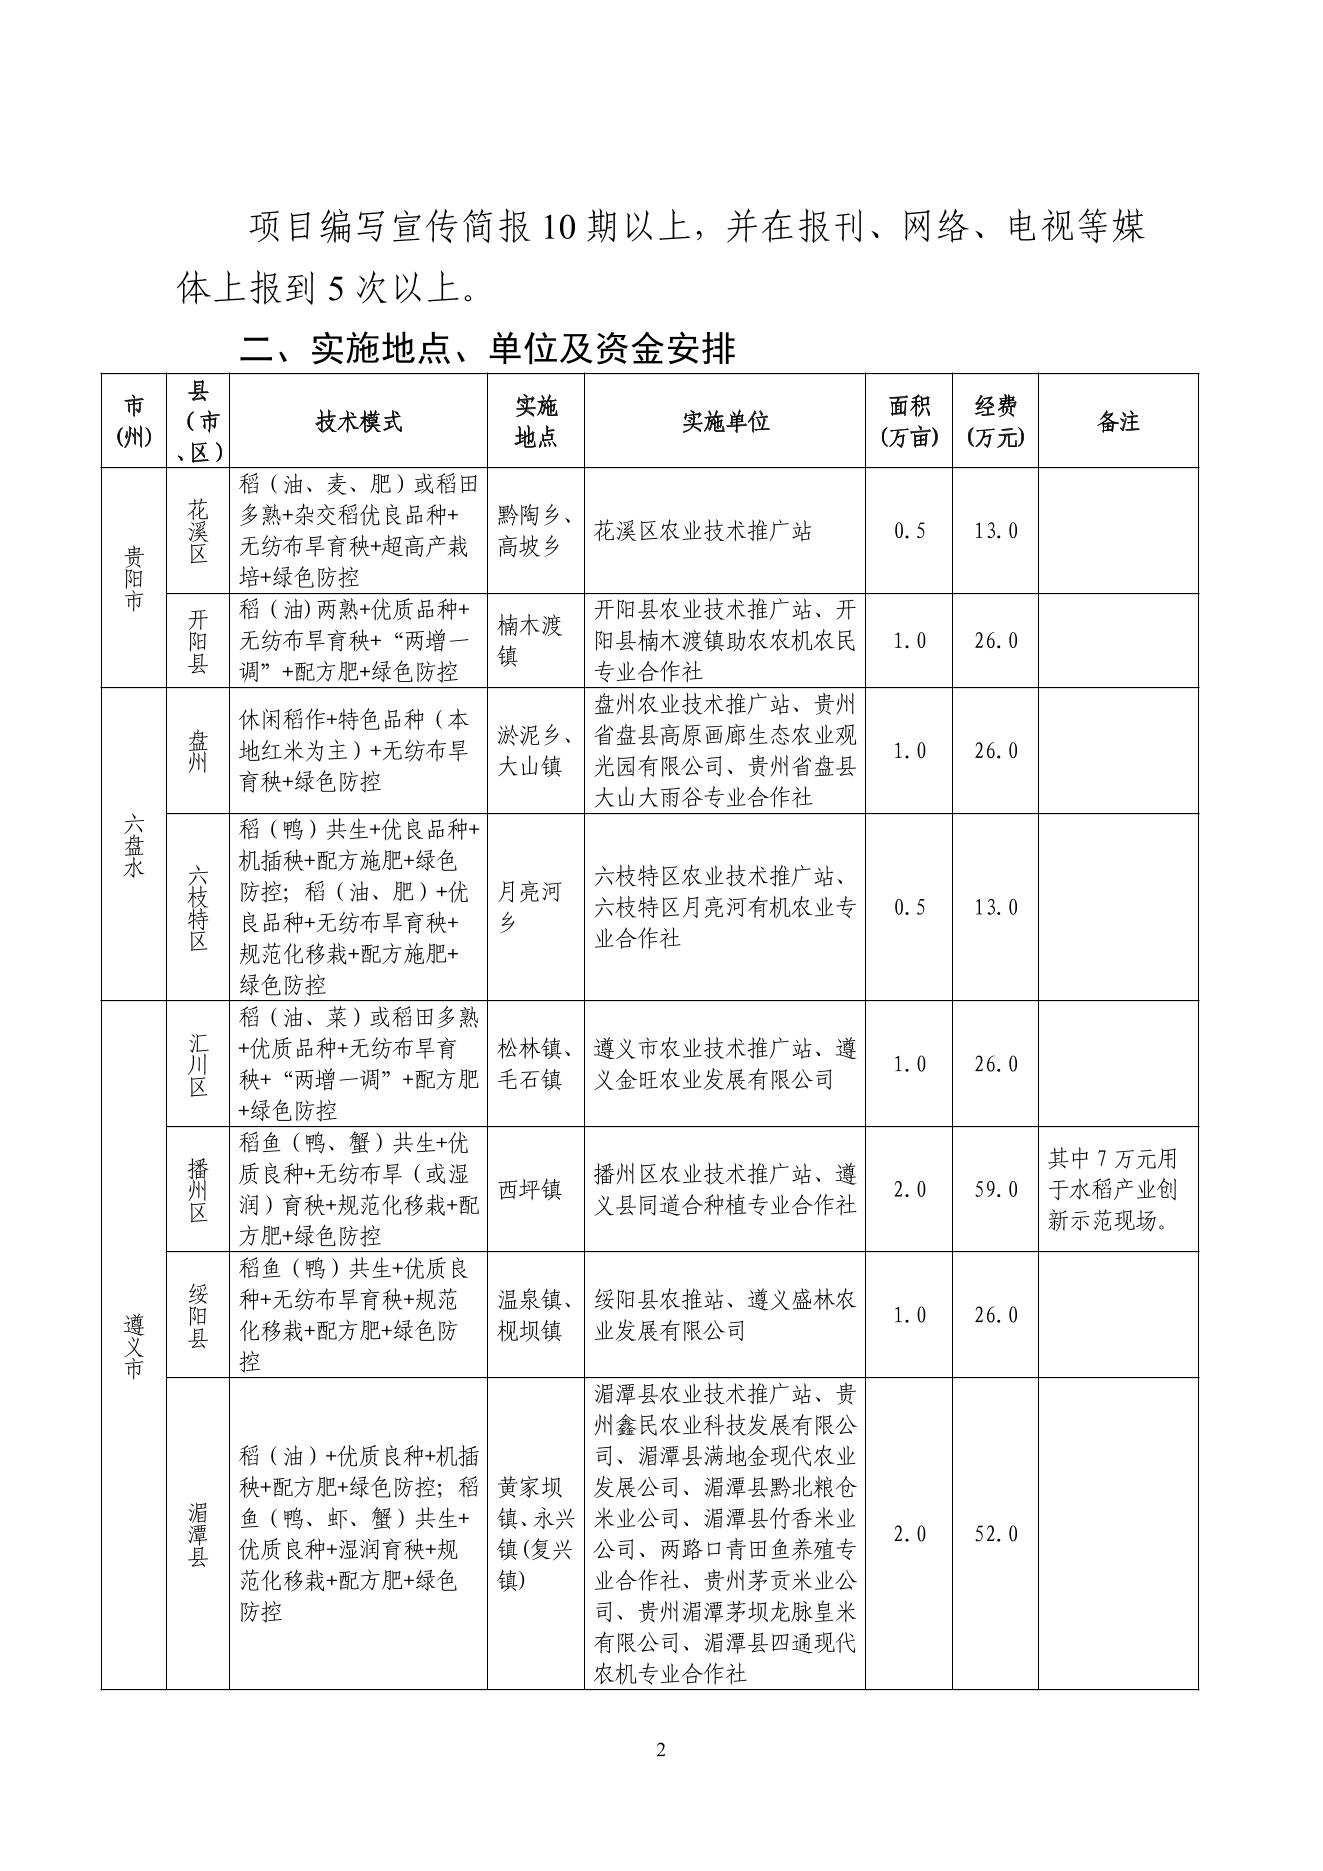 项目编写宣传简报 10 期以上，并在报刊、网络、电视等媒
体上报到 5 次以上。
二、实施地点、单位及资金安排
市
(州)
县
（市
、区）
技术模式
实施
地点
实施单位
面积
(万亩)
经费
(万元)
备注
贵阳市
花溪区
稻（油、麦、肥）或稻田
多熟+杂交稻优良品种+
无纺布旱育秧+超高产栽
培+绿色防控
黔陶乡、
高坡乡
花溪区农业技术推广站
0.5
13.0
开阳县
稻（油)两熟+优质品种+
无纺布旱育秧+“两增一
调”+配方肥+绿色防控
楠木渡
镇
开阳县农业技术推广站、开
阳县楠木渡镇助农农机农民
专业合作社
1.0
26.0
六盘水
盘州
休闲稻作+特色品种（本
地红米为主）+无纺布旱
育秧+绿色防控
淤泥乡、
大山镇
盘州农业技术推广站、贵州
省盘县高原画廊生态农业观
光园有限公司、贵州省盘县
大山大雨谷专业合作社
1.0
26.0
六枝特区
稻（鸭）共生+优良品种+
机插秧+配方施肥+绿色
防控；稻（油、肥）+优
良品种+无纺布旱育秧+
规范化移栽+配方施肥+
绿色防控
月亮河
乡
六枝特区农业技术推广站、
六枝特区月亮河有机农业专
业合作社
0.5
13.0
遵义市
汇川区
稻（油、菜）或稻田多熟
+优质品种+无纺布旱育
秧+“两增一调”+配方肥
+绿色防控
松林镇、
毛石镇
遵义市农业技术推广站、遵
义金旺农业发展有限公司
1.0
26.0
播州区
稻鱼（鸭、蟹）共生+优
质良种+无纺布旱（或湿
润）育秧+规范化移栽+配
方肥+绿色防控
西坪镇
播州区农业技术推广站、遵
义县同道合种植专业合作社
2.0
59.0
其中 7 万元用
于水稻产业创
新示范现场。
绥阳县
稻鱼（鸭）共生+优质良
种+无纺布旱育秧+规范
化移栽+配方肥+绿色防
控
温泉镇、
枧坝镇
绥阳县农推站、遵义盛林农
业发展有限公司
1.0
26.0
湄潭县
稻（油）+优质良种+机插
秧+配方肥+绿色防控；稻
鱼（鸭、虾、蟹）共生+
优质良种+湿润育秧+规
范化移栽+配方肥+绿色
防控
黄家坝
镇、永兴
镇(复兴
镇)
湄潭县农业技术推广站、贵
州鑫民农业科技发展有限公
司、湄潭县满地金现代农业
发展公司、湄潭县黔北粮仓
米业公司、湄潭县竹香米业
公司、两路口青田鱼养殖专
业合作社、贵州茅贡米业公
司、贵州湄潭茅坝龙脉皇米
有限公司、湄潭县四通现代
农机专业合作社
2.0
52.0
2